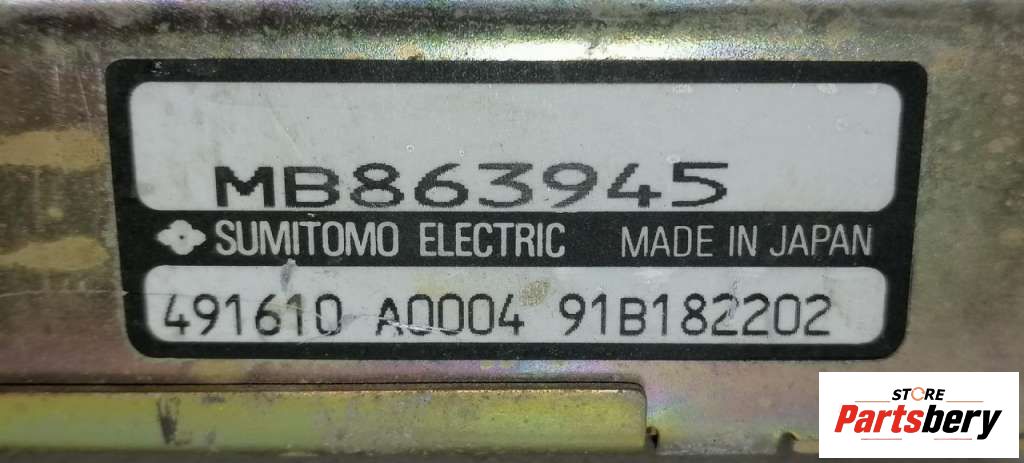 MB863945
SUMITOMO ELECTRIC MADE IN JAPAN
491610 A0004 91B182202
STORE
Partsbery